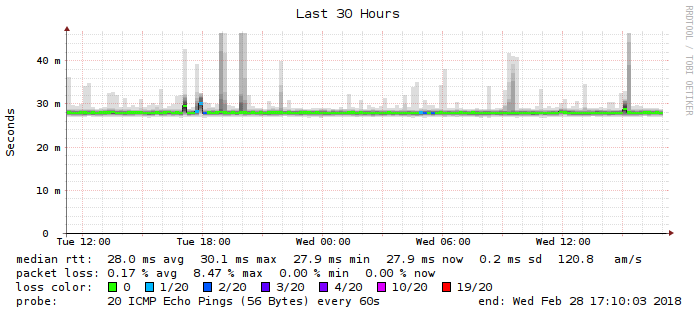 Last 30 Hours
RRDTOOL / TOBI OETIKER
Seconds
40 m
30 m
20 m
10 m
0
Tue 12:00 Tue 18:00 Wed 00:00 Wed 06:00 Wed 12:00
median rtt: 28.0 ms avg 30.1 ms max 27.9 ms min 27.9 ms now 0.2 ms sd 120.8 am/s
packet loss: 0.17 % avg 8.47 % max 0.00 % min 0.00 % now
loss color: 0 1/20 2/20 3/20 4/20 10/20 19/20
probe: 20 ICMP Echo Pings (56 Bytes) every 60s end: Wed Feb 28 17:10:03 2018